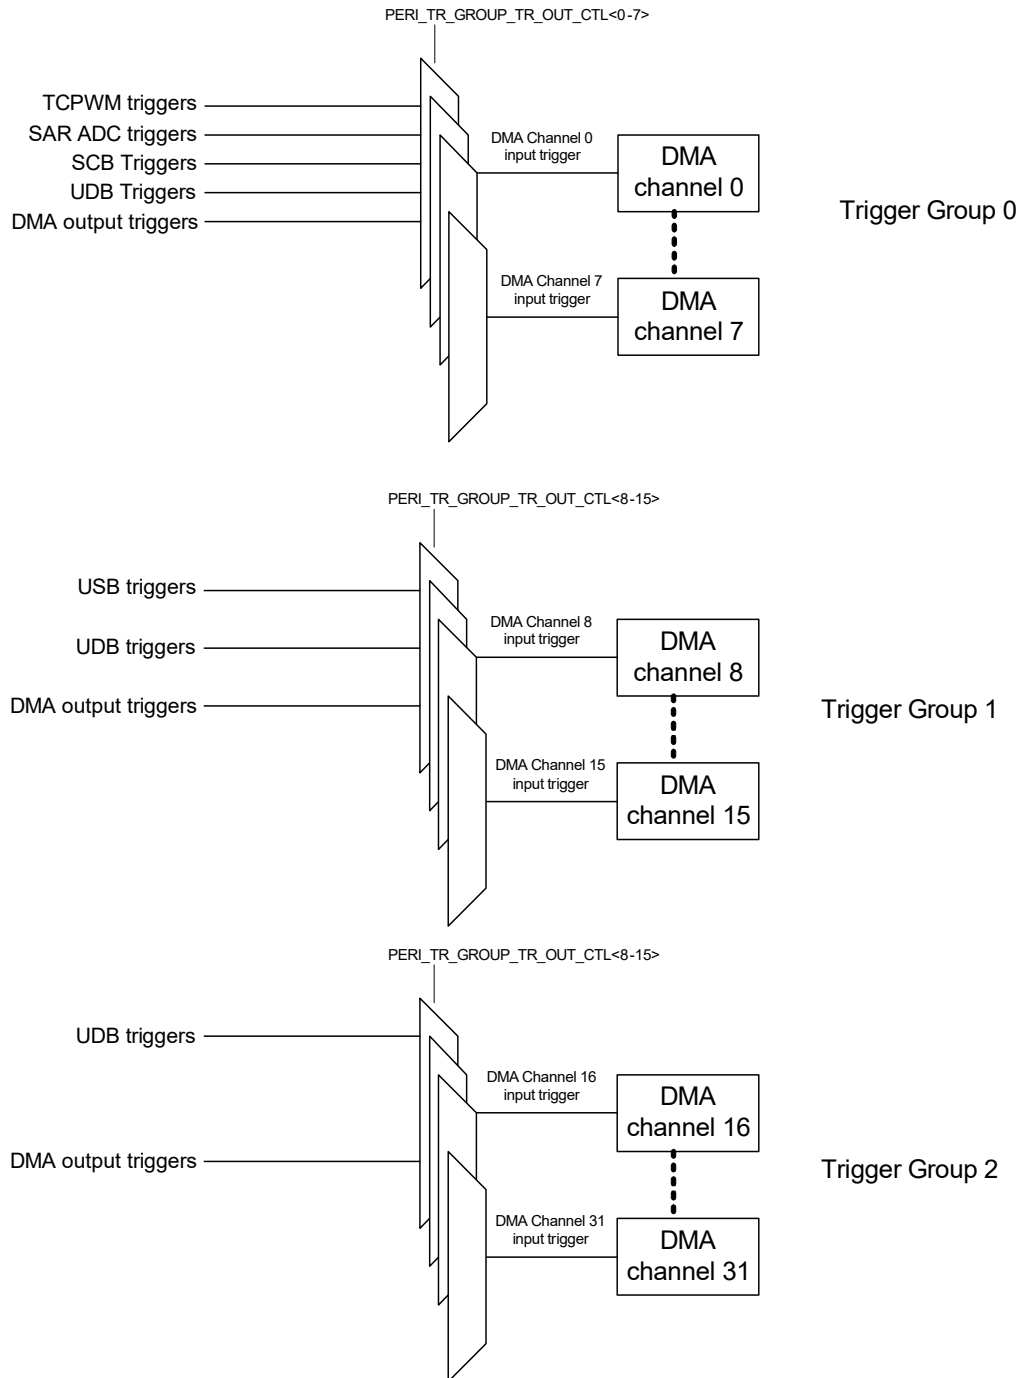 PERI_TR_GROUP_TR_OUT_CTL<0-7>
TCPWM triggers
SAR ADC triggers
SCB Triggers
UDB Triggers
DMA output triggers
DMA Channel 0
input trigger
DMA
channel 0
Trigger Group 0
DMA Channel 7
input trigger
DMA
channel 7
PERI_TR_GROUP_TR_OUT_CTL<8-15>
USB triggers
UDB triggers
DMA output triggers
DMA Channel 8
input trigger
DMA
channel 8
Trigger Group 1
DMA Channel 15
input trigger
DMA
channel 15
PERI_TR_GROUP_TR_OUT_CTL<8-15>
UDB triggers
DMA output triggers
DMA Channel 16
input trigger
DMA
channel 16
Trigger Group 2
DMA Channel 31
input trigger
DMA
channel 31